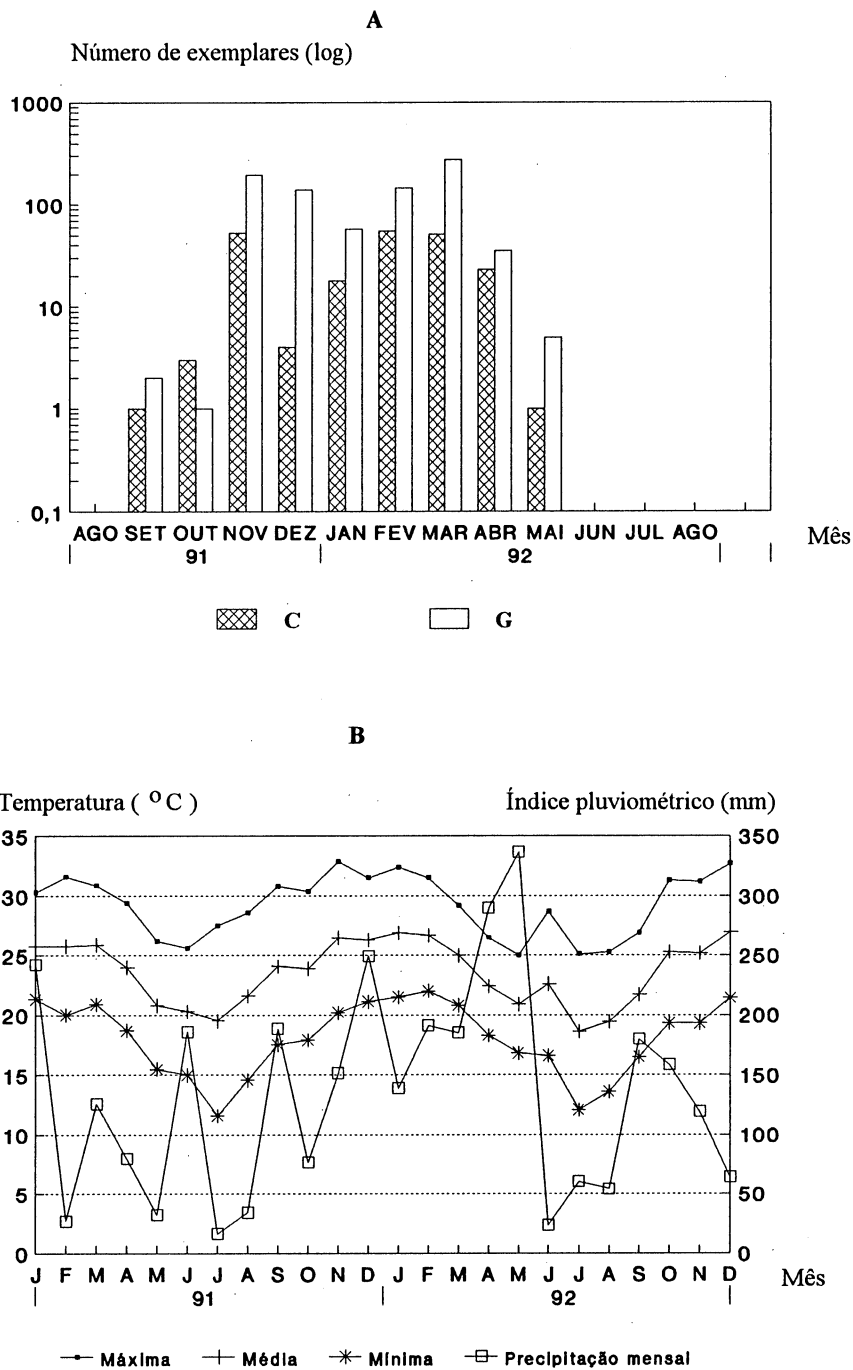 A
Número de exemplares (log)
1000
100
10
1
0,1
AGO SET OUT NOV DEZ JAN FEV MAR ABR MAI JUN JUL AGO Mês
91 92
C G
B
Temperatura ( ºC ) Índice pluviométrico (mm)
35 350
30 300
25 250
20 200
15 150
10 100
5 50
0 0
J F M A M J J A S O N D J F M A M J J A S O N D Mês
91 92
Máxima Média Mínima Precipitação mensal